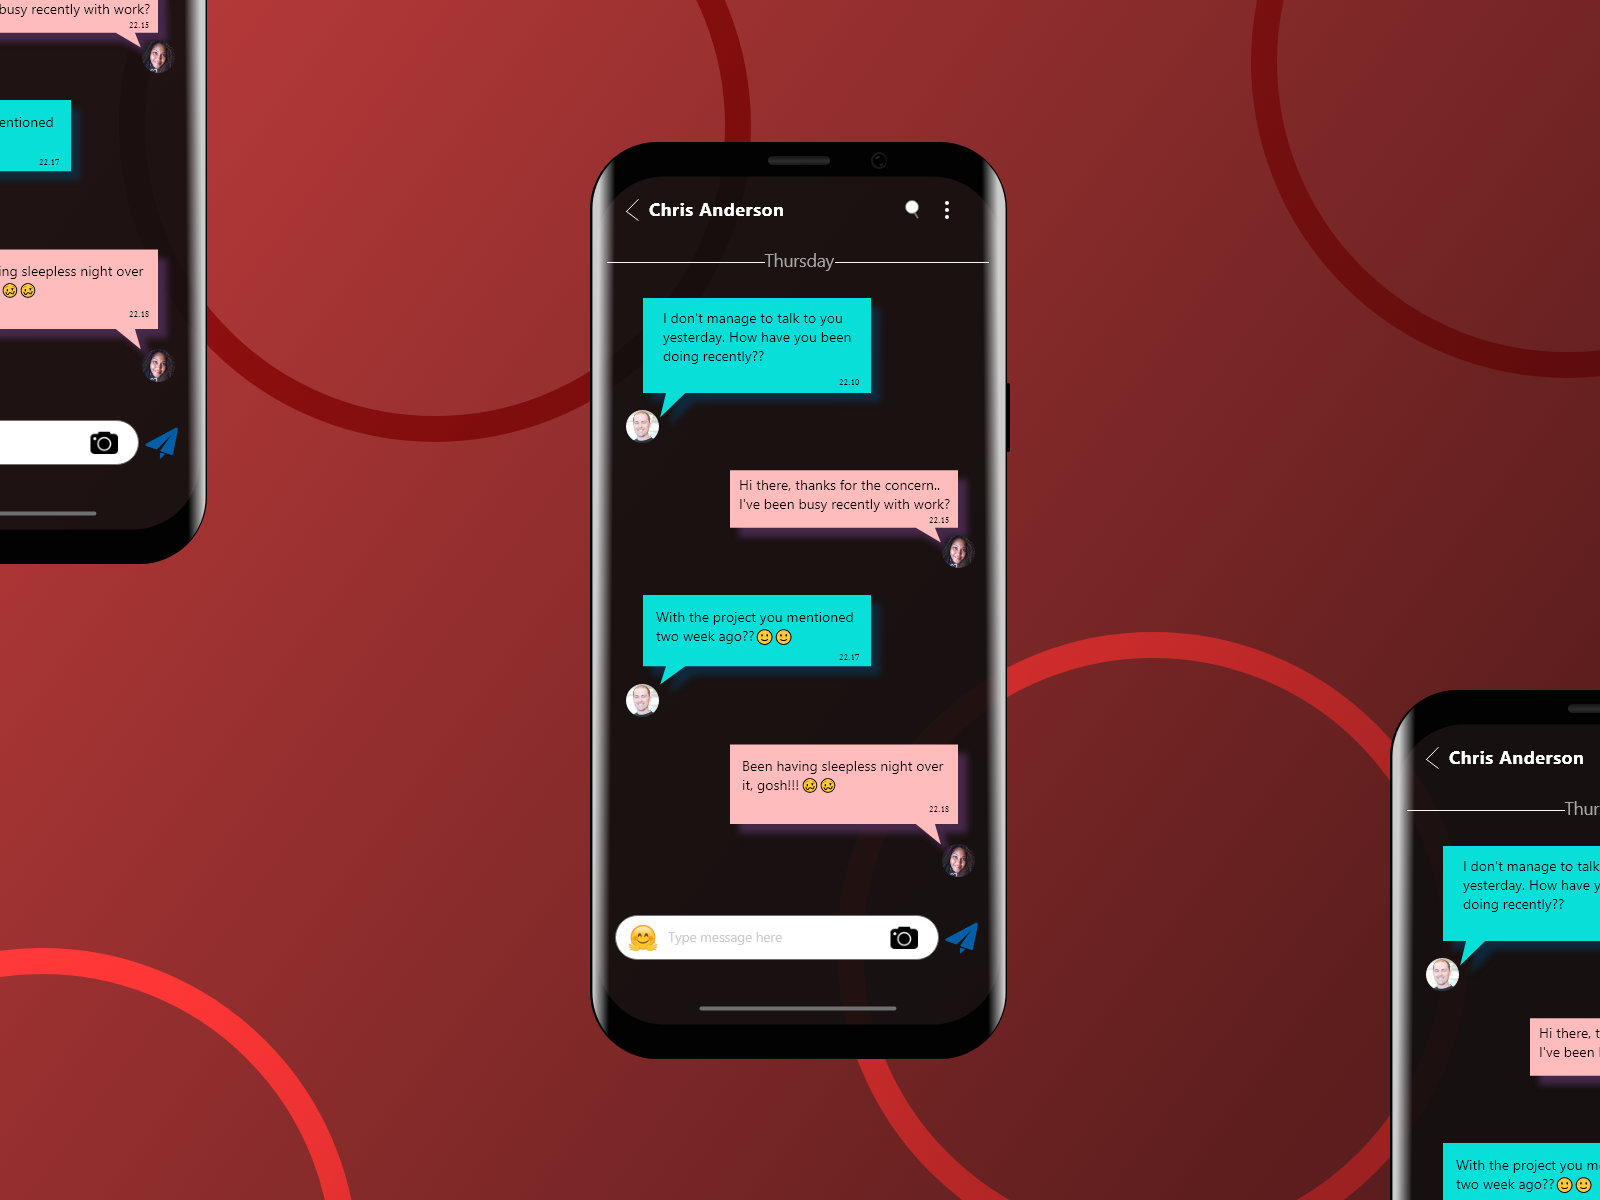 busy recently with work?
22.15
entioned
22.17
ing sleepless night over
22.18
Chris Anderson
Thursday
I don't manage to talk to you
yesterday. How have you been
doing recently??
22.10
Hi there, thanks for the concern..
I've been busy recently with work?
22.15
With the project you mentioned
two week ago??🙂🙂
22.17
Been having sleepless night over
it, gosh!!!🥴🥴
22.18
Type message here
Chris Anderson
Thur
I don't manage to talk
yesterday. How have y
doing recently??
Hi there, t
I've been
With the project you m
two week ago??🙂🙂